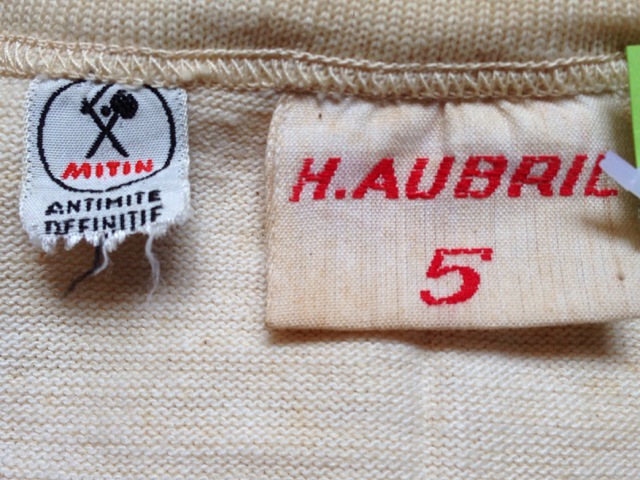 MITIN
ANTIMITE
DEFINITIF
H.AUBRIE
5